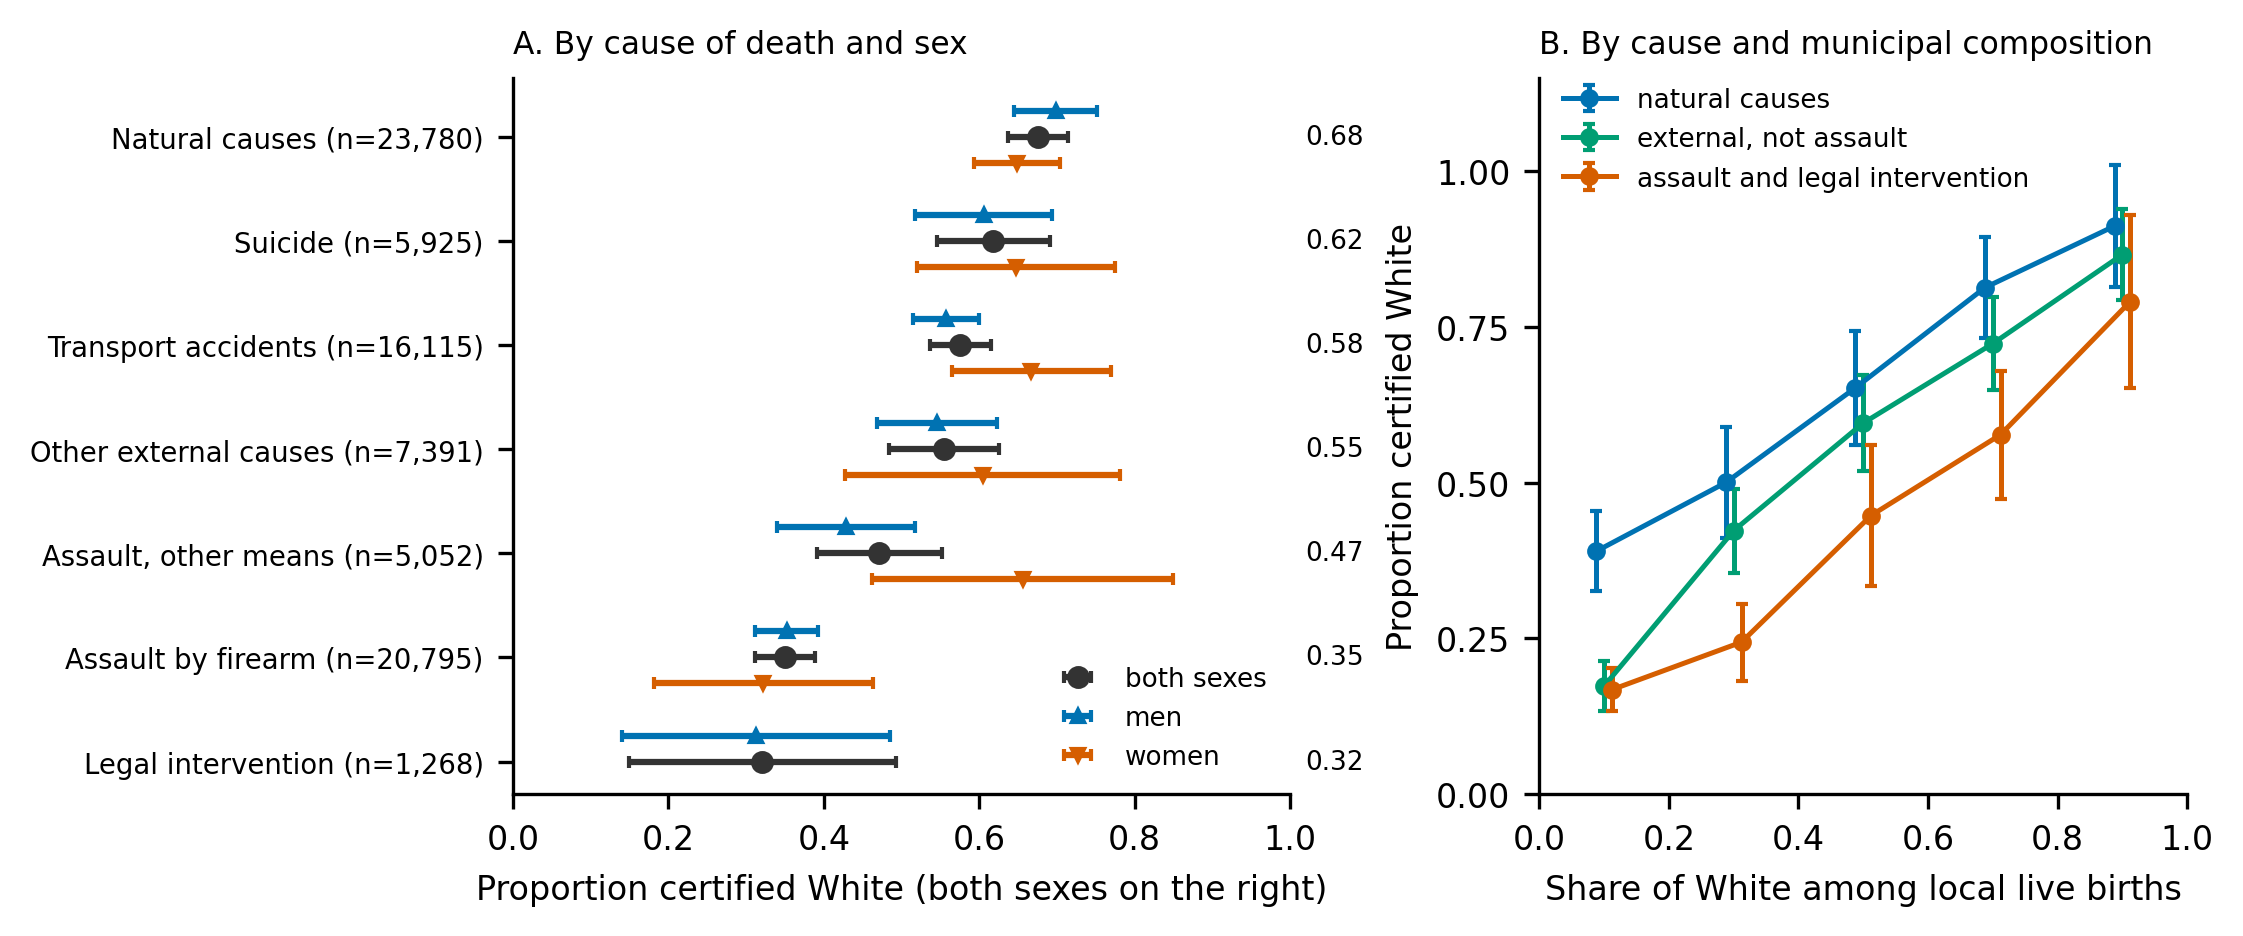 A. By cause of death and sex
Natural causes (n=23,780)
Suicide (n=5,925)
Transport accidents (n=16,115)
Other external causes (n=7,391)
Assault, other means (n=5,052)
Assault by firearm (n=20,795)
Legal intervention (n=1,268)
0.68
0.62
0.58
0.55
0.47
0.35
0.32
both sexes
men
women
0.0 0.2 0.4 0.6 0.8 1.0
Proportion certified White (both sexes on the right)
B. By cause and municipal composition
natural causes
external, not assault
assault and legal intervention
Proportion certified White
1.00
0.75
0.50
0.25
0.00
0.0 0.2 0.4 0.6 0.8 1.0
Share of White among local live births